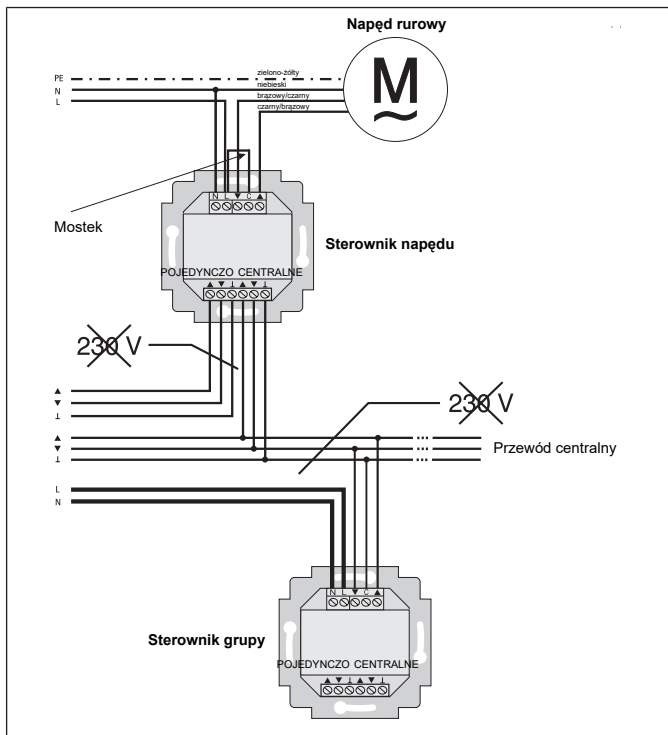 Napęd rurowy
PE
zielono-żółty
N
niebieski
L
brązowy/czarny
czarny/brązowy
M
Mostek
N L ▼ C ▲
Sterownik napędu
POJEDYNCZO CENTRALNE
▲ ▼ ⊥ ▲ ▼ ⊥
230 V
▲
▼
⊥
230 V
▲
▼
⊥
Przewód centralny
L
N
N L ▼ C ▲
Sterownik grupy
POJEDYNCZO CENTRALNE
▲ ▼ ⊥ ▲ ▼ ⊥